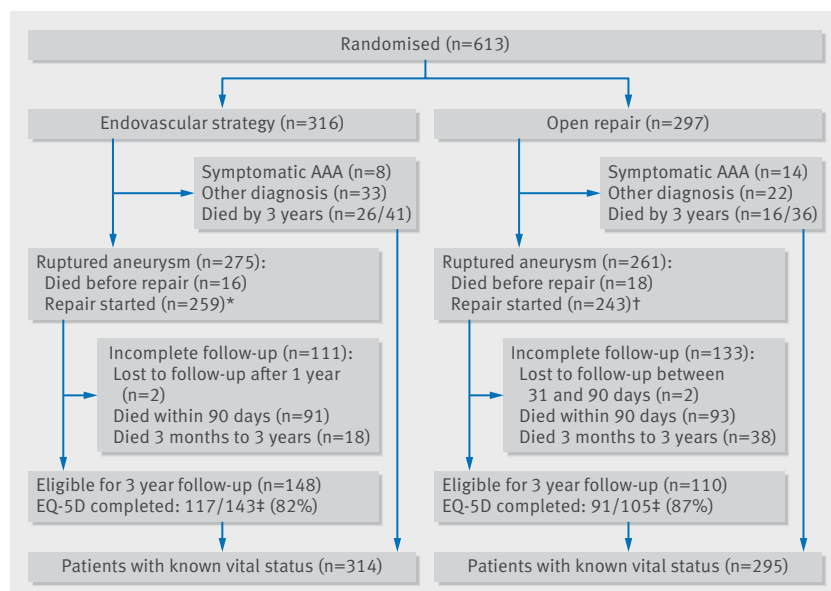 Randomised (n=613)
Endovascular strategy (n=316)
Open repair (n=297)
Symptomatic AAA (n=8)
Other diagnosis (n=33)
Died by 3 years (n=26/41)
Symptomatic AAA (n=14)
Other diagnosis (n=22)
Died by 3 years (n=16/36)
Ruptured aneurysm (n=275):
Died before repair (n=16)
Repair started (n=259)*
Ruptured aneurysm (n=261):
Died before repair (n=18)
Repair started (n=243)†
Incomplete follow-up (n=111):
Lost to follow-up after 1 year
(n=2)
Died within 90 days (n=91)
Died 3 months to 3 years (n=18)
Incomplete follow-up (n=133):
Lost to follow-up between
31 and 90 days (n=2)
Died within 90 days (n=93)
Died 3 months to 3 years (n=38)
Eligible for 3 year follow-up (n=148)
EQ-5D completed: 117/143‡ (82%)
Eligible for 3 year follow-up (n=110)
EQ-5D completed: 91/105‡ (87%)
Patients with known vital status (n=314)
Patients with known vital status (n=295)